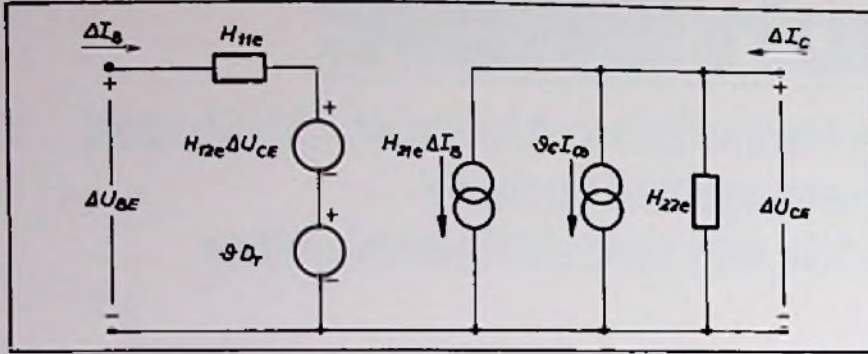 ΔI_B
H_11e
ΔI_C
+
+
+
H_12e ΔU_CE
−
H_21e ΔI_B
ϑ_C I_C0
H_22e
ΔU_BE
ΔU_CE
+
ϑ D_T
−
−
−